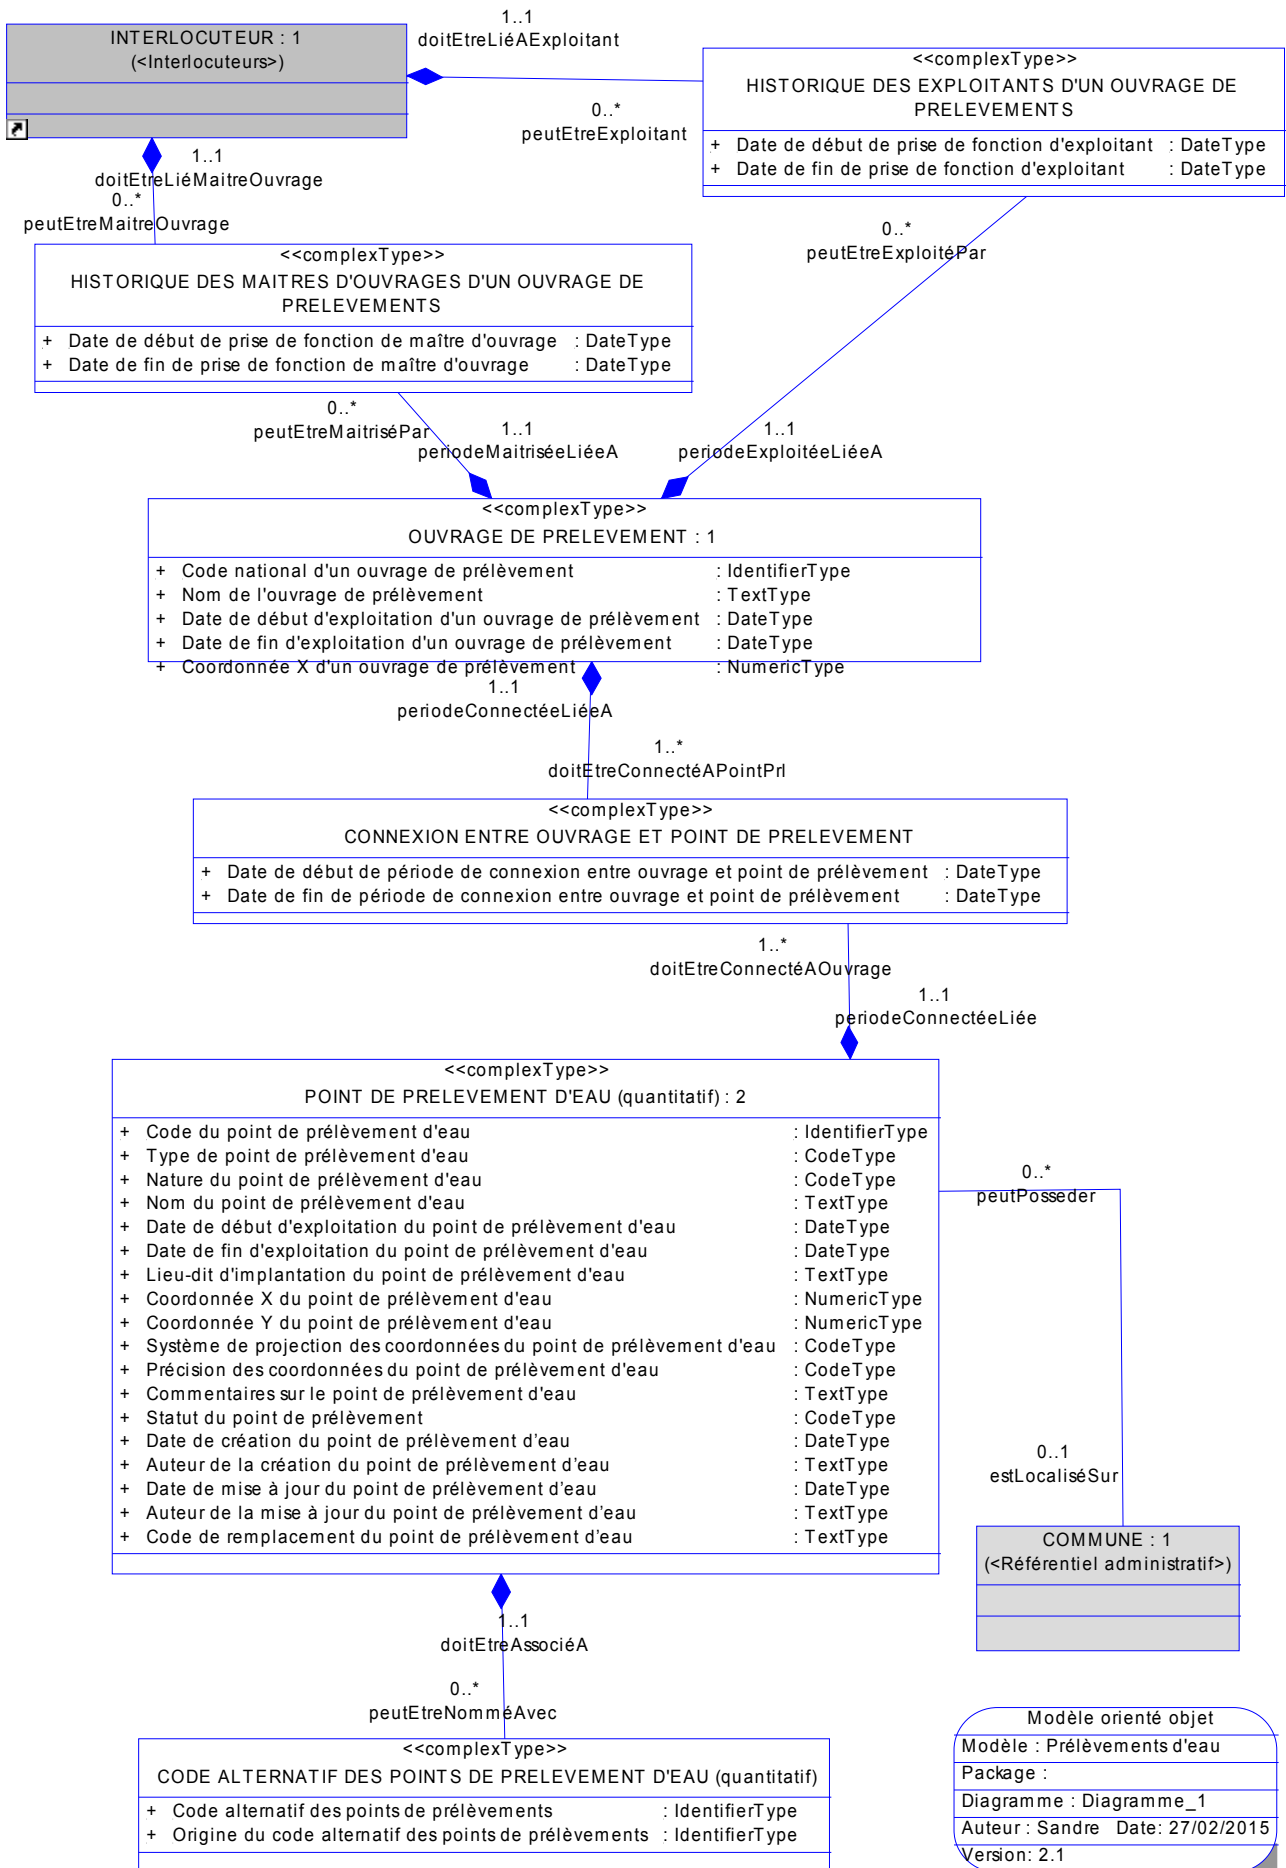 INTERLOCUTEUR : 1
(<Interlocuteurs>)
1..1
doitEtreLiéAExploitant
0..*
peutEtreExploitant
<<complexType>>
HISTORIQUE DES EXPLOITANTS D'UN OUVRAGE DE
PRELEVEMENTS
+ Date de début de prise de fonction d'exploitant : DateType
+ Date de fin de prise de fonction d'exploitant : DateType
1..1
doitEtreLiéMaitreOuvrage
0..*
peutEtreMaitreOuvrage
0..*
peutEtreExploitéPar
<<complexType>>
HISTORIQUE DES MAITRES D'OUVRAGES D'UN OUVRAGE DE
PRELEVEMENTS
+ Date de début de prise de fonction de maître d'ouvrage : DateType
+ Date de fin de prise de fonction de maître d'ouvrage : DateType
0..*
peutEtreMaitriséPar
1..1
periodeMaitriséeLiéeA
1..1
periodeExploitéeLiéeA
<<complexType>>
OUVRAGE DE PRELEVEMENT : 1
+ Code national d'un ouvrage de prélèvement : IdentifierType
+ Nom de l'ouvrage de prélèvement : TextType
+ Date de début d'exploitation d'un ouvrage de prélèvement : DateType
+ Date de fin d'exploitation d'un ouvrage de prélèvement : DateType
+ Coordonnée X d'un ouvrage de prélèvement : NumericType
1..1
periodeConnectéeLiéeA
1..*
doitEtreConnectéAPointPrl
<<complexType>>
CONNEXION ENTRE OUVRAGE ET POINT DE PRELEVEMENT
+ Date de début de période de connexion entre ouvrage et point de prélèvement : DateType
+ Date de fin de période de connexion entre ouvrage et point de prélèvement : DateType
1..*
doitEtreConnectéAOuvrage
1..1
periodeConnectéeLiée
<<complexType>>
POINT DE PRELEVEMENT D'EAU (quantitatif) : 2
+ Code du point de prélèvement d'eau : IdentifierType
+ Type de point de prélèvement d'eau : CodeType
+ Nature du point de prélèvement d'eau : CodeType
+ Nom du point de prélèvement d'eau : TextType
+ Date de début d'exploitation du point de prélèvement d'eau : DateType
+ Date de fin d'exploitation du point de prélèvement d'eau : DateType
+ Lieu-dit d'implantation du point de prélèvement d'eau : TextType
+ Coordonnée X du point de prélèvement d'eau : NumericType
+ Coordonnée Y du point de prélèvement d'eau : NumericType
+ Système de projection des coordonnées du point de prélèvement d'eau : CodeType
+ Précision des coordonnées du point de prélèvement d'eau : CodeType
+ Commentaires sur le point de prélèvement d'eau : TextType
+ Statut du point de prélèvement : CodeType
+ Date de création du point de prélèvement d’eau : DateType
+ Auteur de la création du point de prélèvement d’eau : TextType
+ Date de mise à jour du point de prélèvement d’eau : DateType
+ Auteur de la mise à jour du point de prélèvement d’eau : TextType
+ Code de remplacement du point de prélèvement d’eau : TextType
0..*
peutPosseder
0..1
estLocaliséSur
COMMUNE : 1
(<Référentiel administratif>)
1..1
doitEtreAssociéA
0..*
peutEtreNomméAvec
<<complexType>>
CODE ALTERNATIF DES POINTS DE PRELEVEMENT D'EAU (quantitatif)
+ Code alternatif des points de prélèvements : IdentifierType
+ Origine du code alternatif des points de prélèvements : IdentifierType
Modèle orienté objet
Modèle : Prélèvements d'eau
Package :
Diagramme : Diagramme_1
Auteur : Sandre Date: 27/02/2015
Version: 2.1